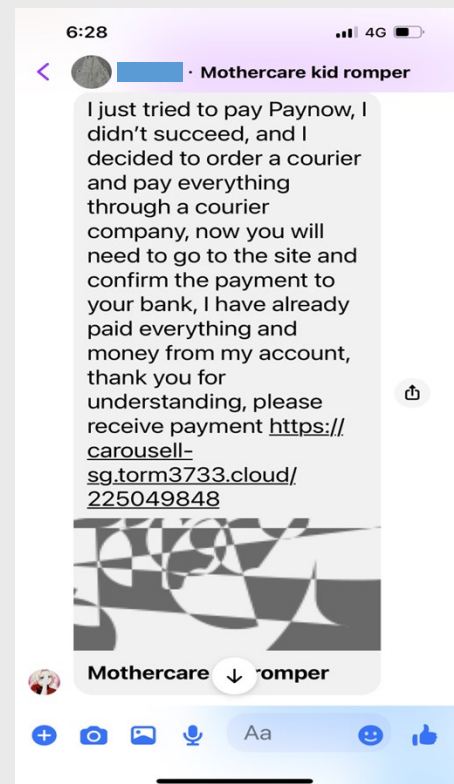 6:28 4G
· Mothercare kid romper
I just tried to pay Paynow, I
didn't succeed, and I
decided to order a courier
and pay everything
through a courier
company, now you will
need to go to the site and
confirm the payment to
your bank, I have already
paid everything and
money from my account,
thank you for
understanding, please
receive payment https://
carousell-
sg.torm3733.cloud/
225049848
Mothercare romper
Aa